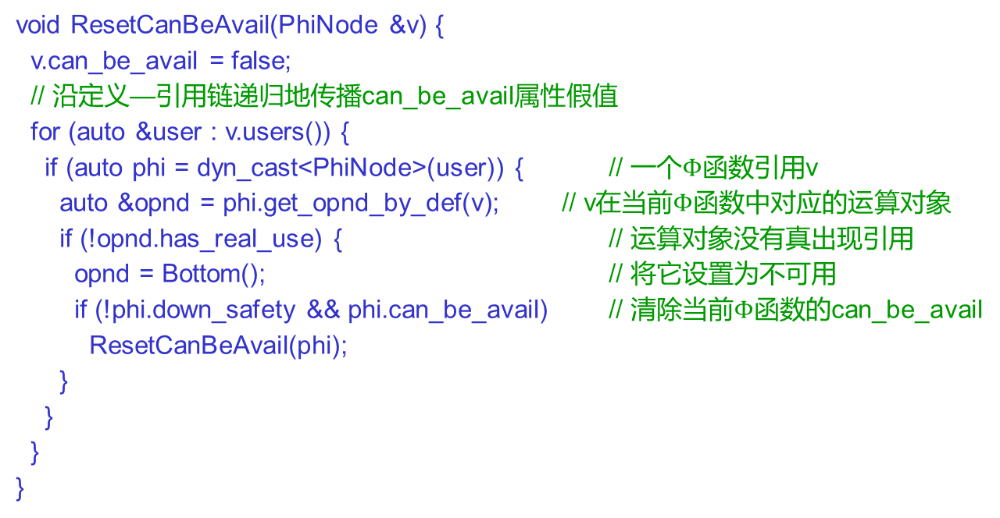 void ResetCanBeAvail(PhiNode &v) {
v.can_be_avail = false;
// 沿定义—引用链递归地传播can_be_avail属性假值
for (auto &user : v.users()) {
if (auto phi = dyn_cast<PhiNode>(user)) { // 一个Φ函数引用v
auto &opnd = phi.get_opnd_by_def(v); // v在当前Φ函数中对应的运算对象
if (!opnd.has_real_use) { // 运算对象没有真出现引用
opnd = Bottom(); // 将它设置为不可用
if (!phi.down_safety && phi.can_be_avail) // 清除当前Φ函数的can_be_avail
ResetCanBeAvail(phi);
}
}
}
}